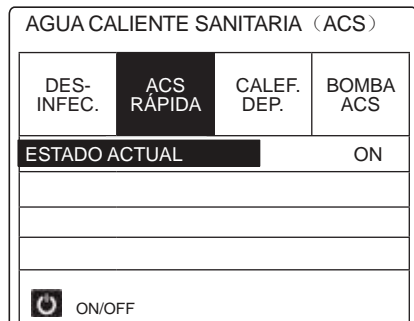 AGUA CALIENTE SANITARIA（ACS）
DES-
INFEC.
ACS
RÁPIDA
CALEF.
DEP.
BOMBA
ACS
ESTADO ACTUAL ON
ON/OFF